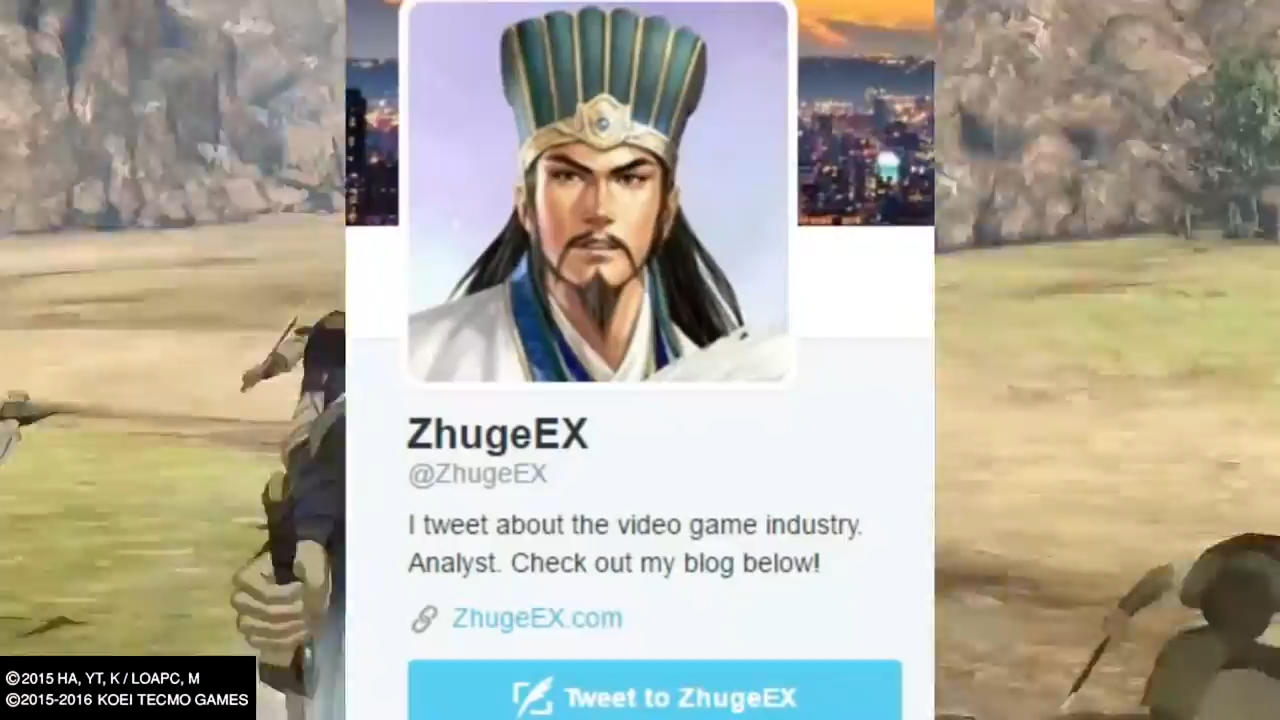 ZhugeEX
@ZhugeEX
I tweet about the video game industry.
Analyst. Check out my blog below!
ZhugeEX.com
Tweet to ZhugeEX
©2015 HA, YT, K / LOAPC, M
©2015-2016 KOEI TECMO GAMES